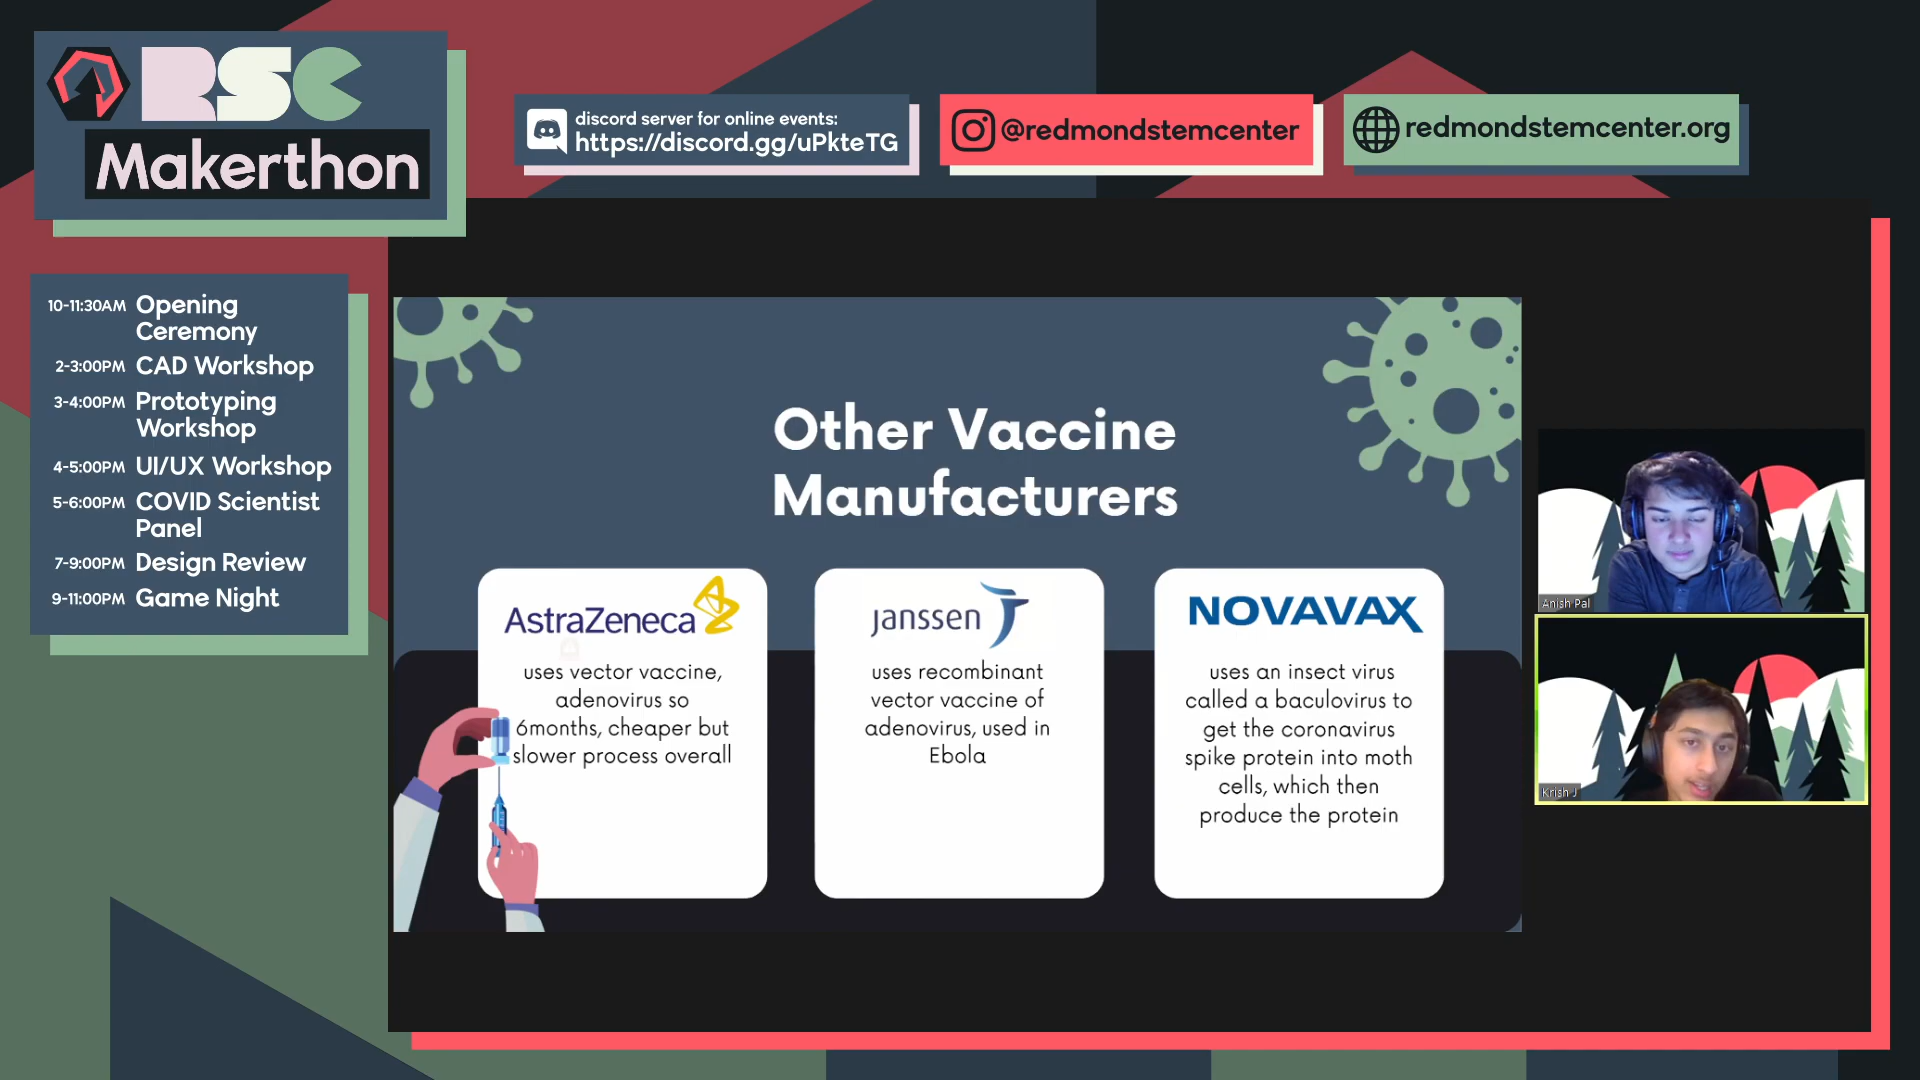 RSC
Makerthon
discord server for online events:
https://discord.gg/uPkteTG
@redmondstemcenter
redmondstemcenter.org
10-11:30AM Opening
Ceremony
2-3:00PM CAD Workshop
3-4:00PM Prototyping
Workshop
4-5:00PM UI/UX Workshop
5-6:00PM COVID Scientist
Panel
7-9:00PM Design Review
9-11:00PM Game Night
Other Vaccine
Manufacturers
AstraZeneca
uses vector vaccine,
adenovirus so
6months, cheaper but
slower process overall
janssen
uses recombinant
vector vaccine of
adenovirus, used in
Ebola
NOVAVAX
uses an insect virus
called a baculovirus to
get the coronavirus
spike protein into moth
cells, which then
produce the protein
Anish Pal
Krish J